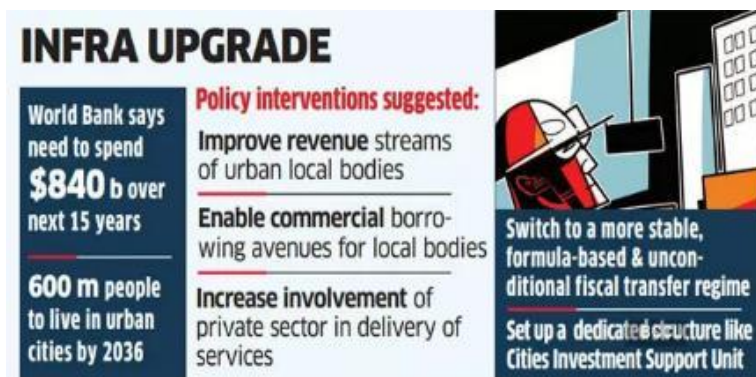 INFRA UPGRADE
World Bank says
need to spend
$840 b over
next 15 years
600 m people
to live in urban
cities by 2036
Policy interventions suggested:
Improve revenue streams
of urban local bodies
Enable commercial borro-
wing avenues for local bodies
Increase involvement of
private sector in delivery of
services
Switch to a more stable,
formula-based & uncon-
ditional fiscal transfer regime
Set up a dedicated like
Cities Investment Support Unit